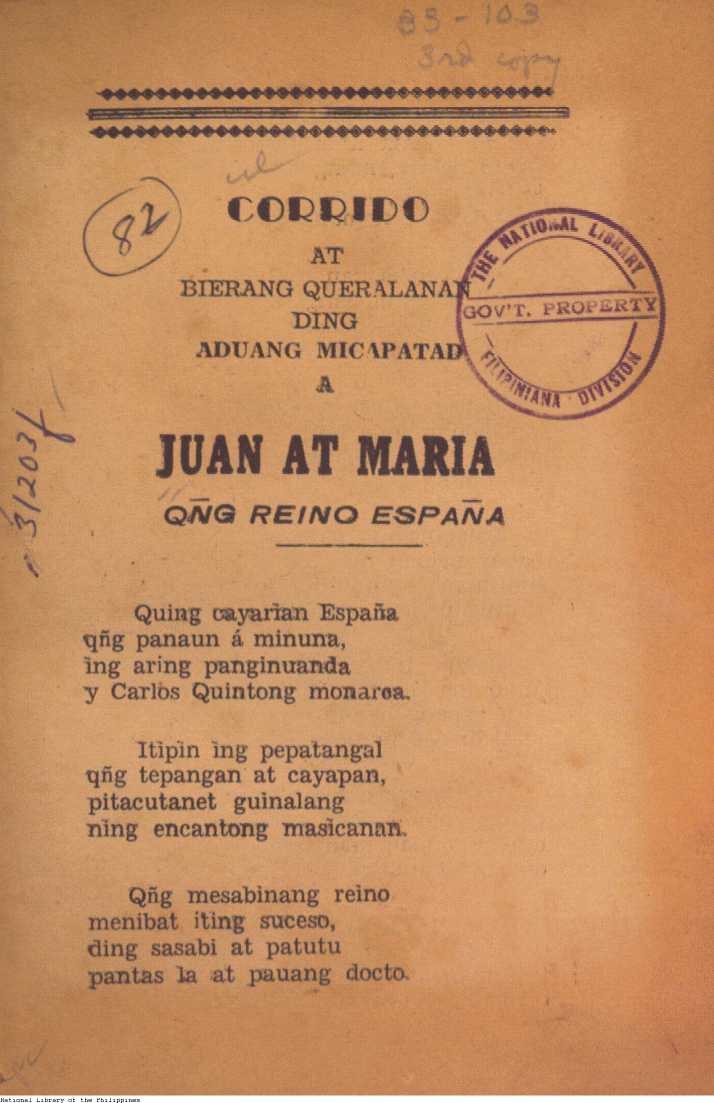 BS - 103
3rd copy
82
CORRIDO
AT
BIERANG QUERALANAN
DING
ADUANG MICAPATAD
A
JUAN AT MARIA
QÑG REINO ESPAÑA
THE NATIONAL LIBRARY
GOV'T. PROPERTY
FILIPINIANA DIVISION
31203
Quing cayarian España
qñg panaun á minuna,
ing aring panginuanda
y Carlos Quintong monarca.
Itipin ing pepatangal
qñg tepangan at cayapan,
pitacutanet guinalang
ning encantong masicanan.
Qñg mesabinang reino
menibat iting suceso,
ding sasabi at patutu
pantas la at pauang docto.
National Library of the Philippines